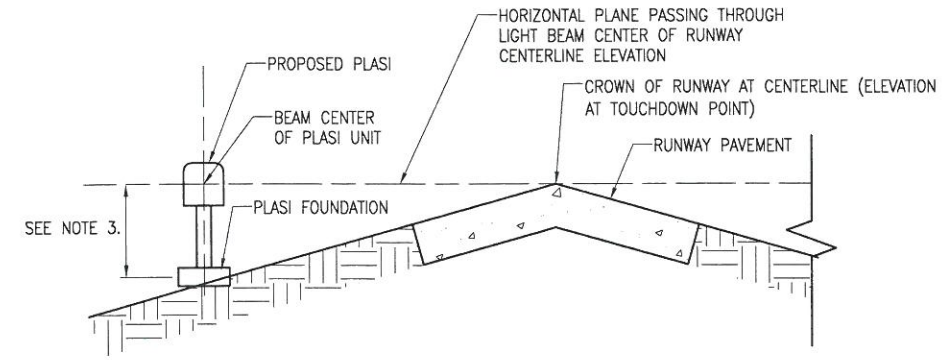 HORIZONTAL PLANE PASSING THROUGH
LIGHT BEAM CENTER OF RUNWAY
CENTERLINE ELEVATION
PROPOSED PLASI
CROWN OF RUNWAY AT CENTERLINE (ELEVATION
AT TOUCHDOWN POINT)
BEAM CENTER
OF PLASI UNIT
RUNWAY PAVEMENT
PLASI FOUNDATION
SEE NOTE 3.